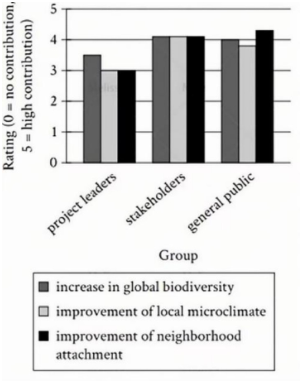 Rating (0 = no contribution,
5 = high contribution)
5
4
3
2
1
0
project leaders
stakeholders
general public
Group
increase in global biodiversity
improvement of local microclimate
improvement of neighborhood
attachment